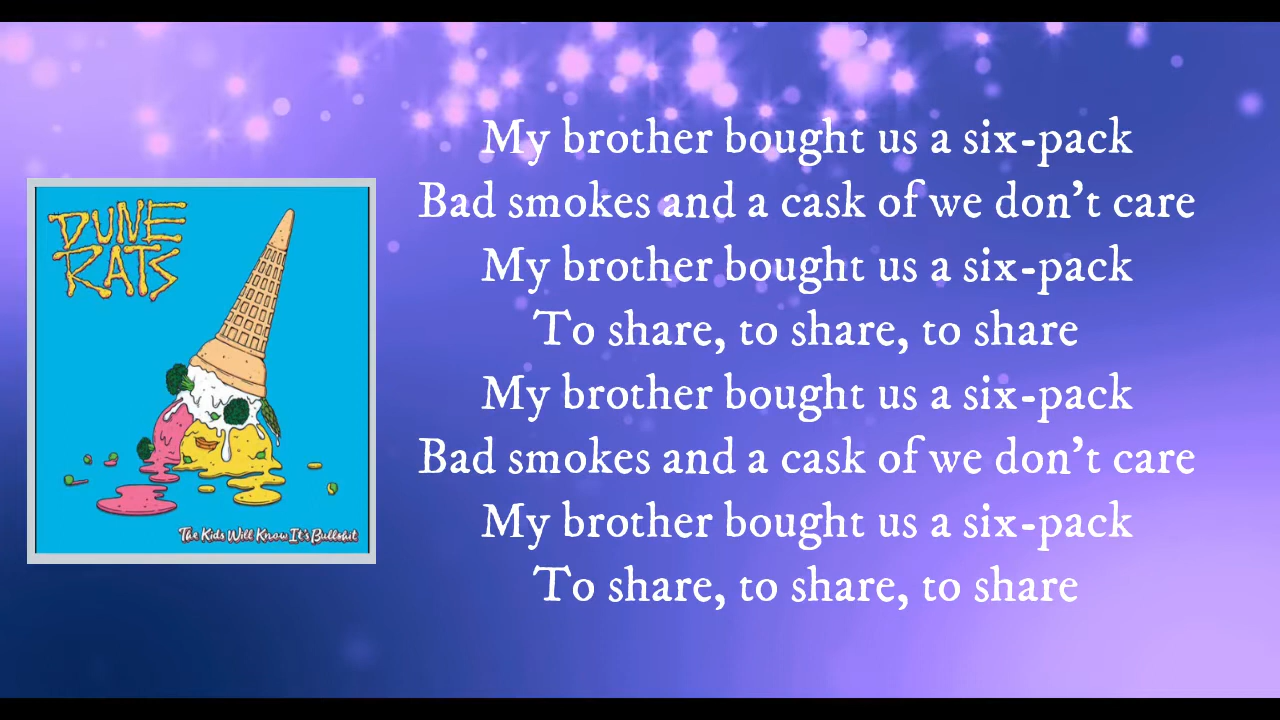 DUNE
RATS
The Kids Will Know It's Bullshit
My brother bought us a six-pack
Bad smokes and a cask of we don't care
My brother bought us a six-pack
To share, to share, to share
My brother bought us a six-pack
Bad smokes and a cask of we don't care
My brother bought us a six-pack
To share, to share, to share